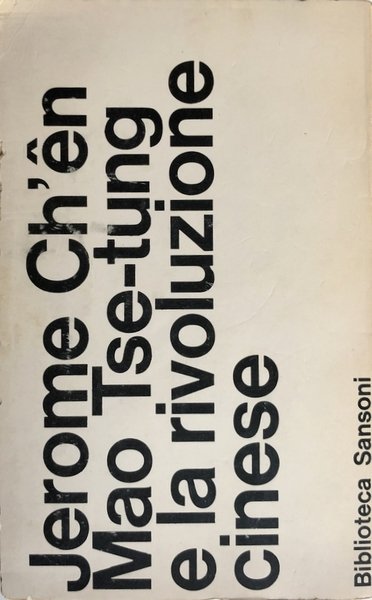 Jerome Ch'ên
Mao Tse-tung
e la rivoluzione
cinese
Biblioteca Sansoni